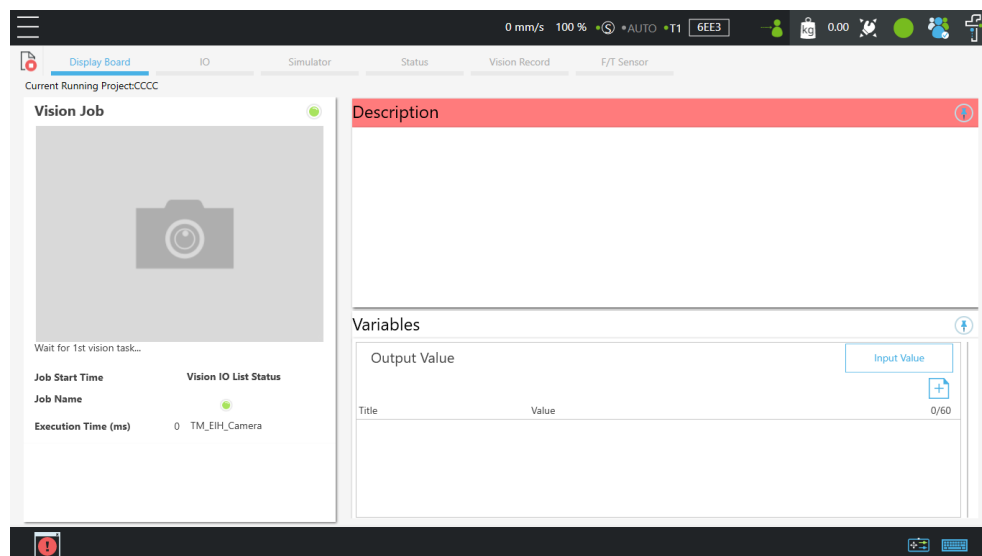 0 mm/s 100 % S AUTO T1 6EE3 kg 0.00
Display Board IO Simulator Status Vision Record F/T Sensor
Current Running Project:CCCC
Vision Job
Wait for 1st vision task...
Job Start Time Vision IO List Status
Job Name
Execution Time (ms) 0 TM_EIH_Camera
Description
Variables
Output Value Input Value
Title Value 0/60